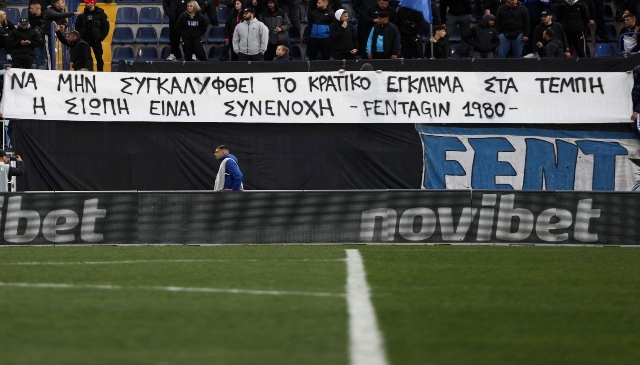 ΝΑ ΜΗΝ ΣΥΓΚΑΛΥΦΘΕΙ ΤΟ ΚΡΑΤΙΚΟ ΕΓΚΛΗΜΑ ΣΤΑ ΤΕΜΠΗ
Η ΣΙΩΠΗ ΕΙΝΑΙ ΣΥΝΕΝΟΧΗ -FENTAGIN 1980-
FENT
novibet novibet